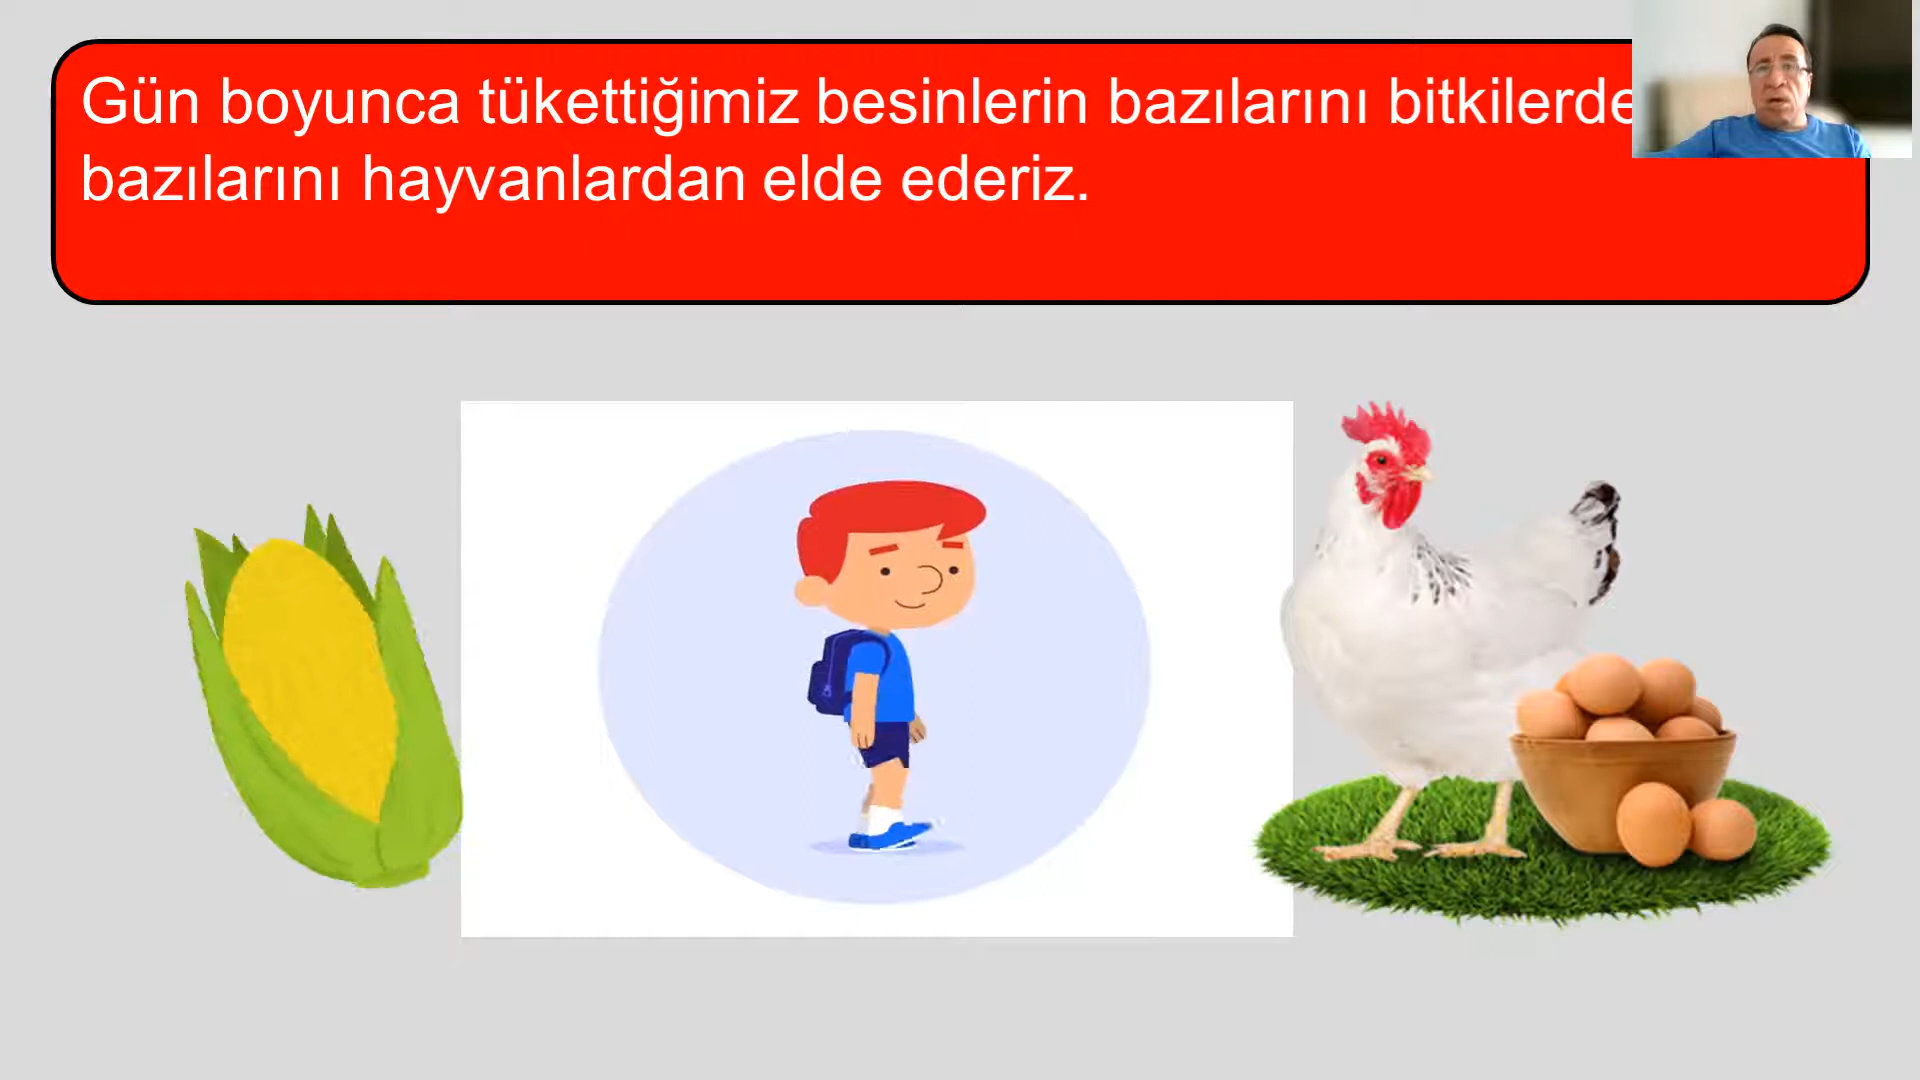 Gün boyunca tükettiğimiz besinlerin bazılarını bitkilerde
bazılarını hayvanlardan elde ederiz.